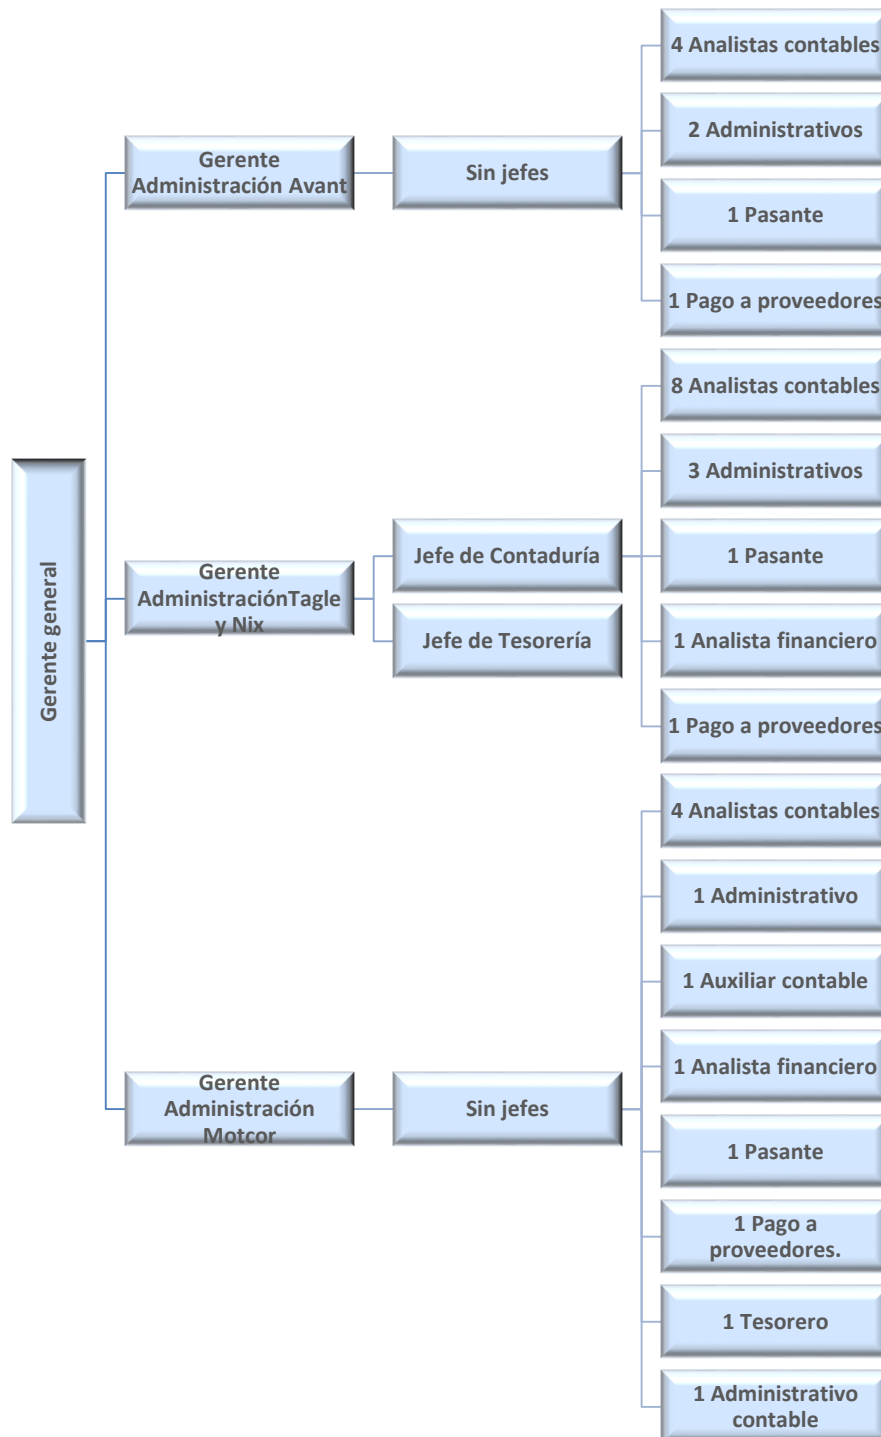 Gerente general
Gerente
Administración Avant
Sin jefes
4 Analistas contables
2 Administrativos
1 Pasante
1 Pago a proveedores
Gerente
AdministraciónTagle
y Nix
Jefe de Contaduría
8 Analistas contables
3 Administrativos
1 Pasante
1 Analista financiero
1 Pago a proveedores
Jefe de Tesorería
Gerente
Administración
Motcor
Sin jefes
4 Analistas contables
1 Administrativo
1 Auxiliar contable
1 Analista financiero
1 Pasante
1 Pago a
proveedores.
1 Tesorero
1 Administrativo
contable